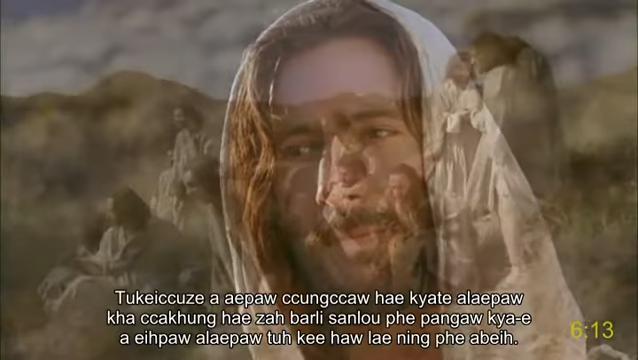 Tukeiccuze a aepaw ccungccaw hae kyate alaepaw
kha ccakhung hae zah barli sanlou phe pangaw kya-e
a eihpaw alaepaw tuh kee haw lae ning phe abeih.
6:13